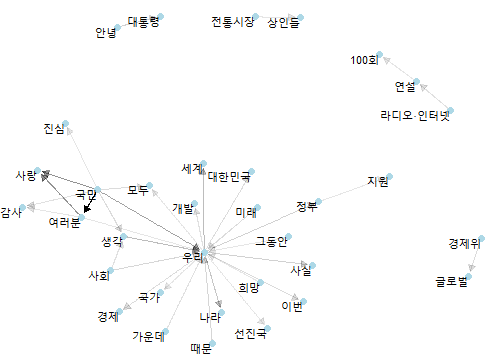 대통령
안녕
전통시장
상인들
100회
연설
라디오·인터넷
진심
사랑
국민
모두
세계
대한민국
지원
감사
여러분
개발
미래
정부
생각
우리
그동안
경제위
사회
사실
글로벌
국가
희망
이번
경제
나라
가운데
선진국
때문